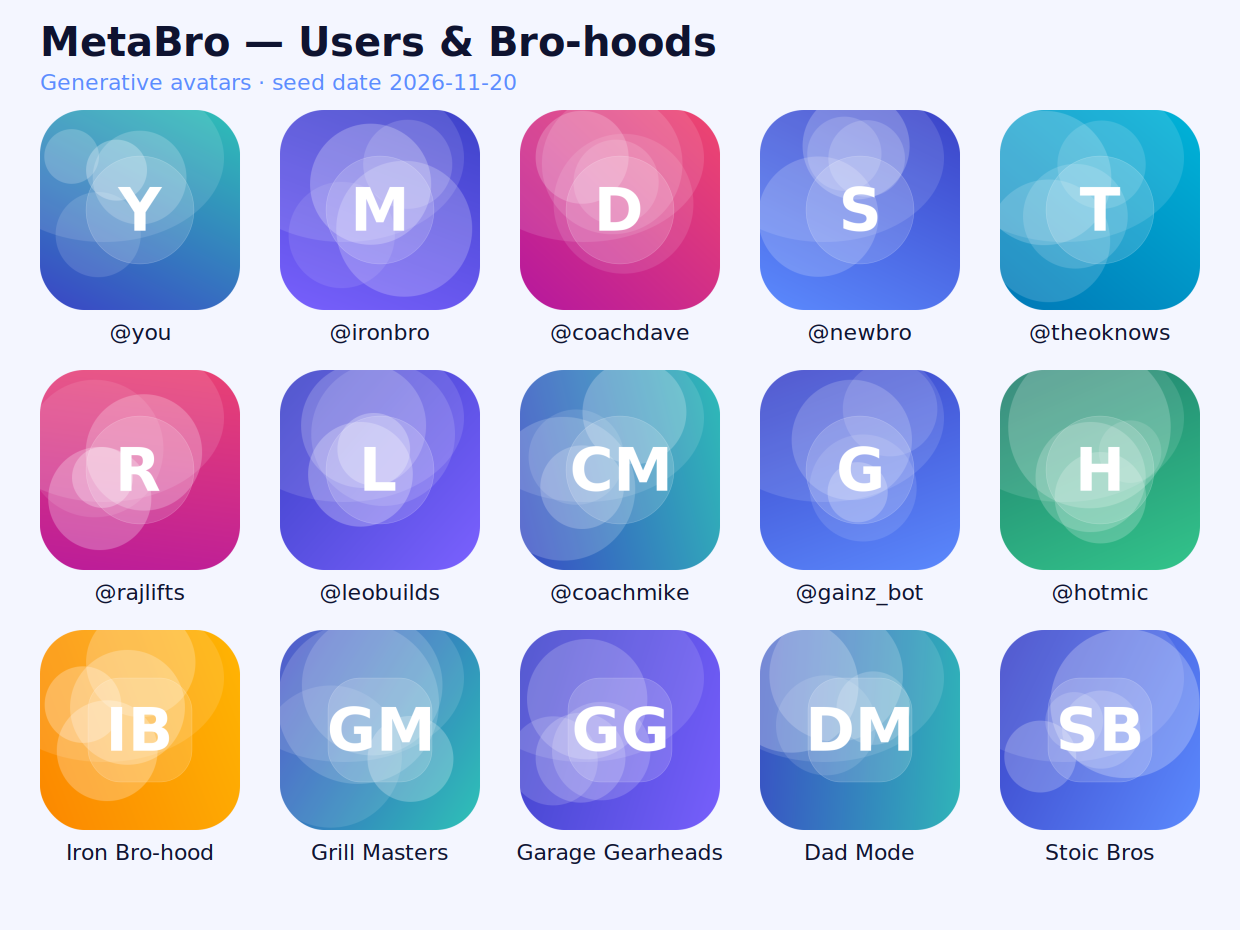 MetaBro — Users & Bro-hoods
Generative avatars · seed date 2026-11-20
Y M D S T
@you @ironbro @coachdave @newbro @theoknows
R L CM G H
@rajlifts @leobuilds @coachmike @gainz_bot @hotmic
IB GM GG DM SB
Iron Bro-hood Grill Masters Garage Gearheads Dad Mode Stoic Bros